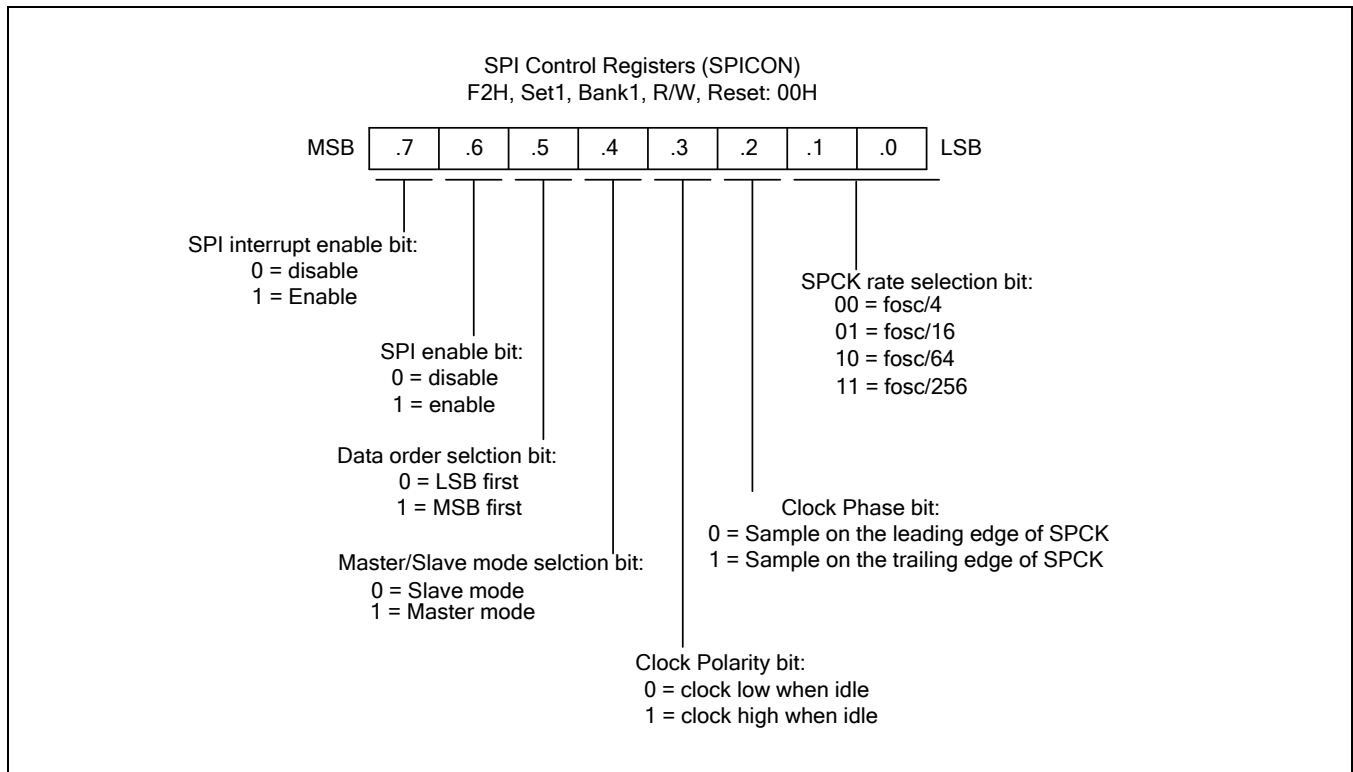 SPI Control Registers (SPICON)
F2H, Set1, Bank1, R/W, Reset: 00H
MSB .7 .6 .5 .4 .3 .2 .1 .0 LSB
SPI interrupt enable bit:
0 = disable
1 = Enable
SPCK rate selection bit:
00 = fosc/4
01 = fosc/16
10 = fosc/64
11 = fosc/256
SPI enable bit:
0 = disable
1 = enable
Data order selction bit:
0 = LSB first
1 = MSB first
Clock Phase bit:
0 = Sample on the leading edge of SPCK
1 = Sample on the trailing edge of SPCK
Master/Slave mode selction bit:
0 = Slave mode
1 = Master mode
Clock Polarity bit:
0 = clock low when idle
1 = clock high when idle